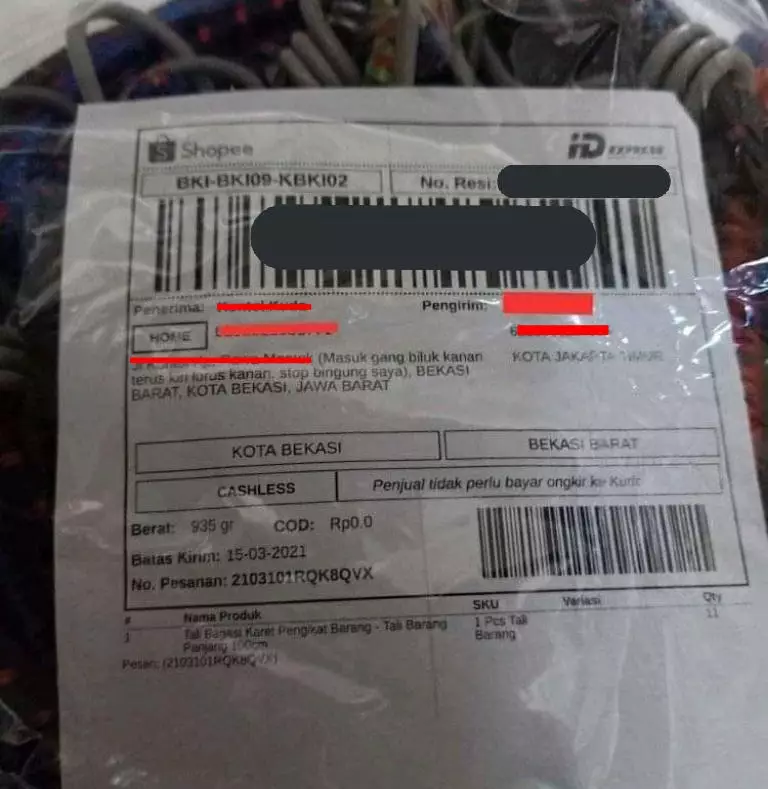 Shopee
iD EXPRESS
BKI-BKI09-KBKI02
No. Resi:
Penerima:
Pengirim:
HOME
(Masuk gang biluk kanan
terus kiri lurus kanan, stop bingung saya), BEKASI
BARAT, KOTA BEKASI, JAWA BARAT
KOTA JAKARTA TIMUR
KOTA BEKASI
BEKASI BARAT
CASHLESS
Penjual tidak perlu bayar ongkir ke Kurir
Berat: 935 gr
COD: Rp0.0
Batas Kirim: 15-03-2021
No. Pesanan: 2103101RQK8QVX
# Nama Produk SKU Variasi Qty
1 Tali Bagasi Karet Pengikat Barang - Tali Barang 1 Pcs Tali 11
Panjang 100cm Barang
Pesan: (2103101RQK8QVX)